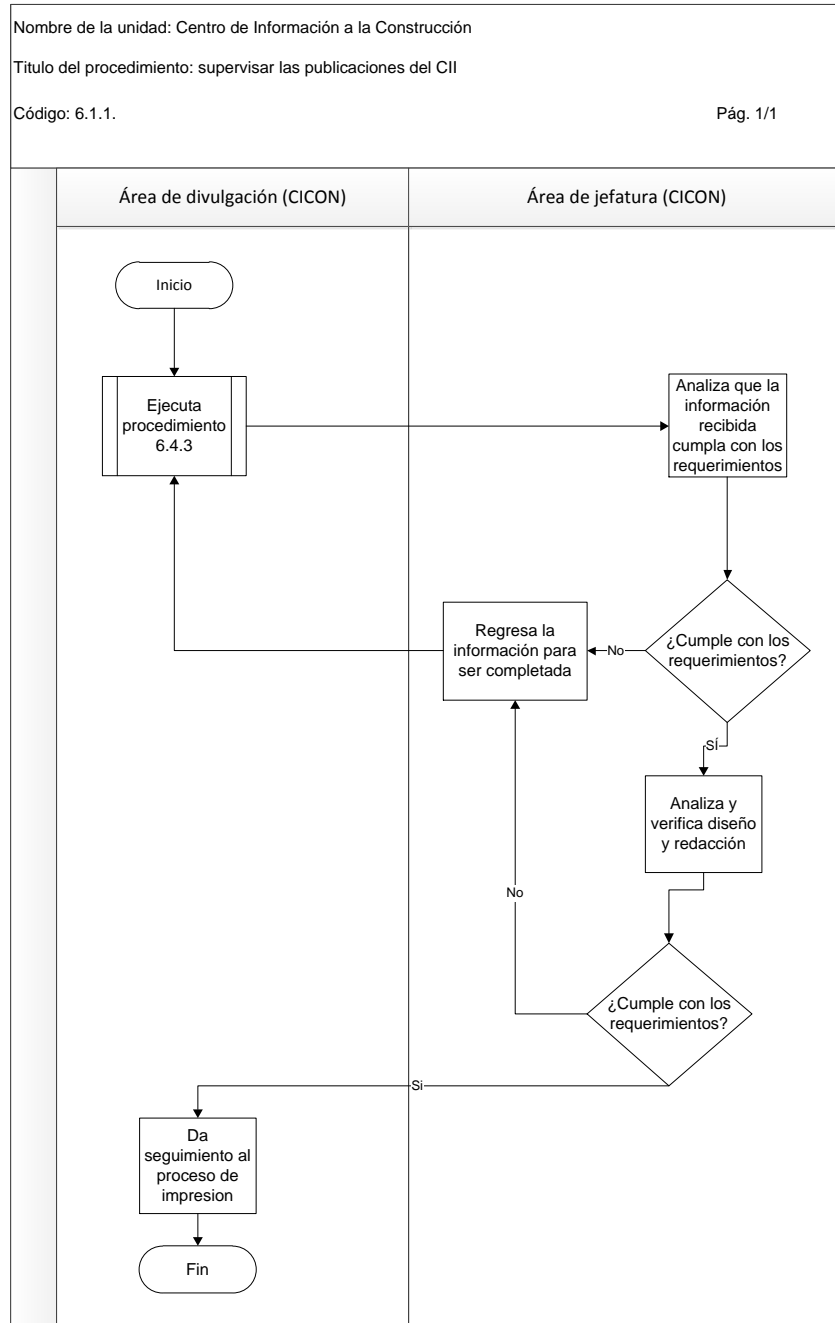 Nombre de la unidad: Centro de Información a la Construcción
Titulo del procedimiento: supervisar las publicaciones del CII
Código: 6.1.1.
Pág. 1/1
Área de divulgación (CICON)
Área de jefatura (CICON)
Inicio
Ejecuta
procedimiento
6.4.3
Analiza que la
información
recibida
cumpla con los
requerimientos
¿Cumple con los
requerimientos?
No
Regresa la
información para
ser completada
SÍ
Analiza y
verifica diseño
y redacción
No
¿Cumple con los
requerimientos?
Si
Da
seguimiento al
proceso de
impresion
Fin